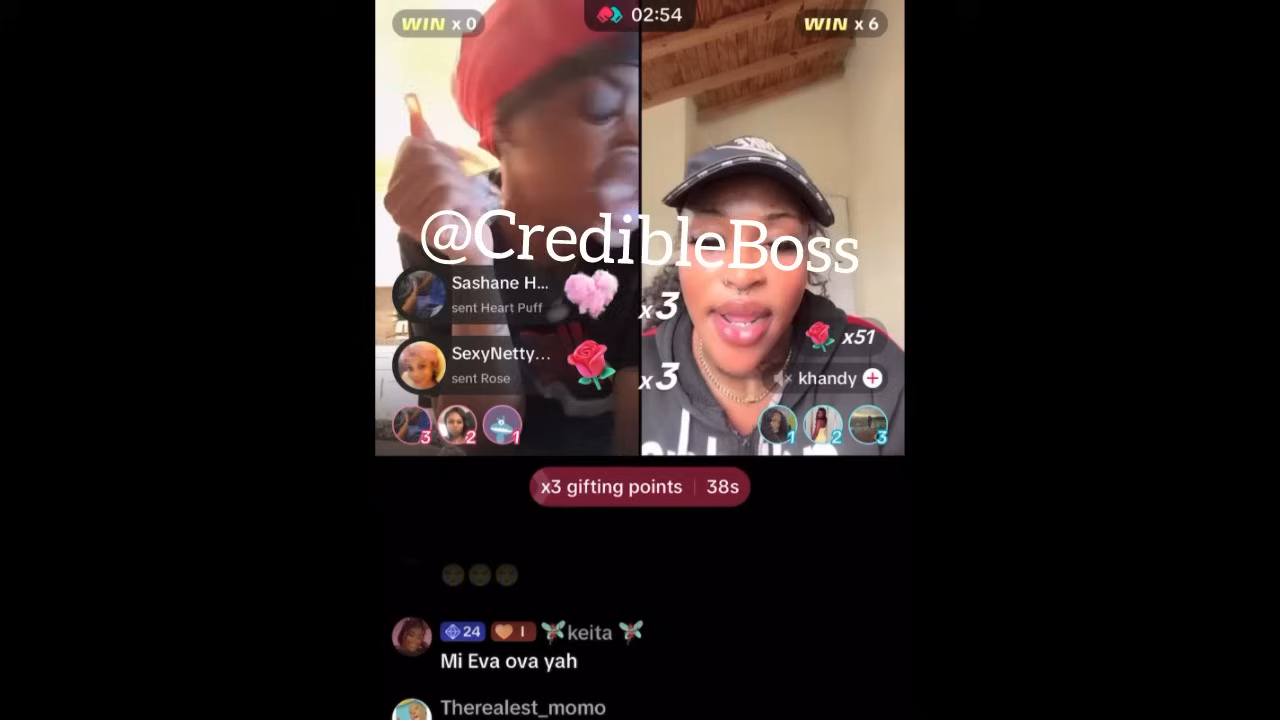 WIN x 0
02:54
WIN x 6
@CredibleBoss
Sashane H...
sent Heart Puff
x3
x51
SexyNetty...
sent Rose
x3
khandy
3
2
1
1
2
3
x3 gifting points
38s
24
I
keita
Mi Eva ova yah
Therealest_momo